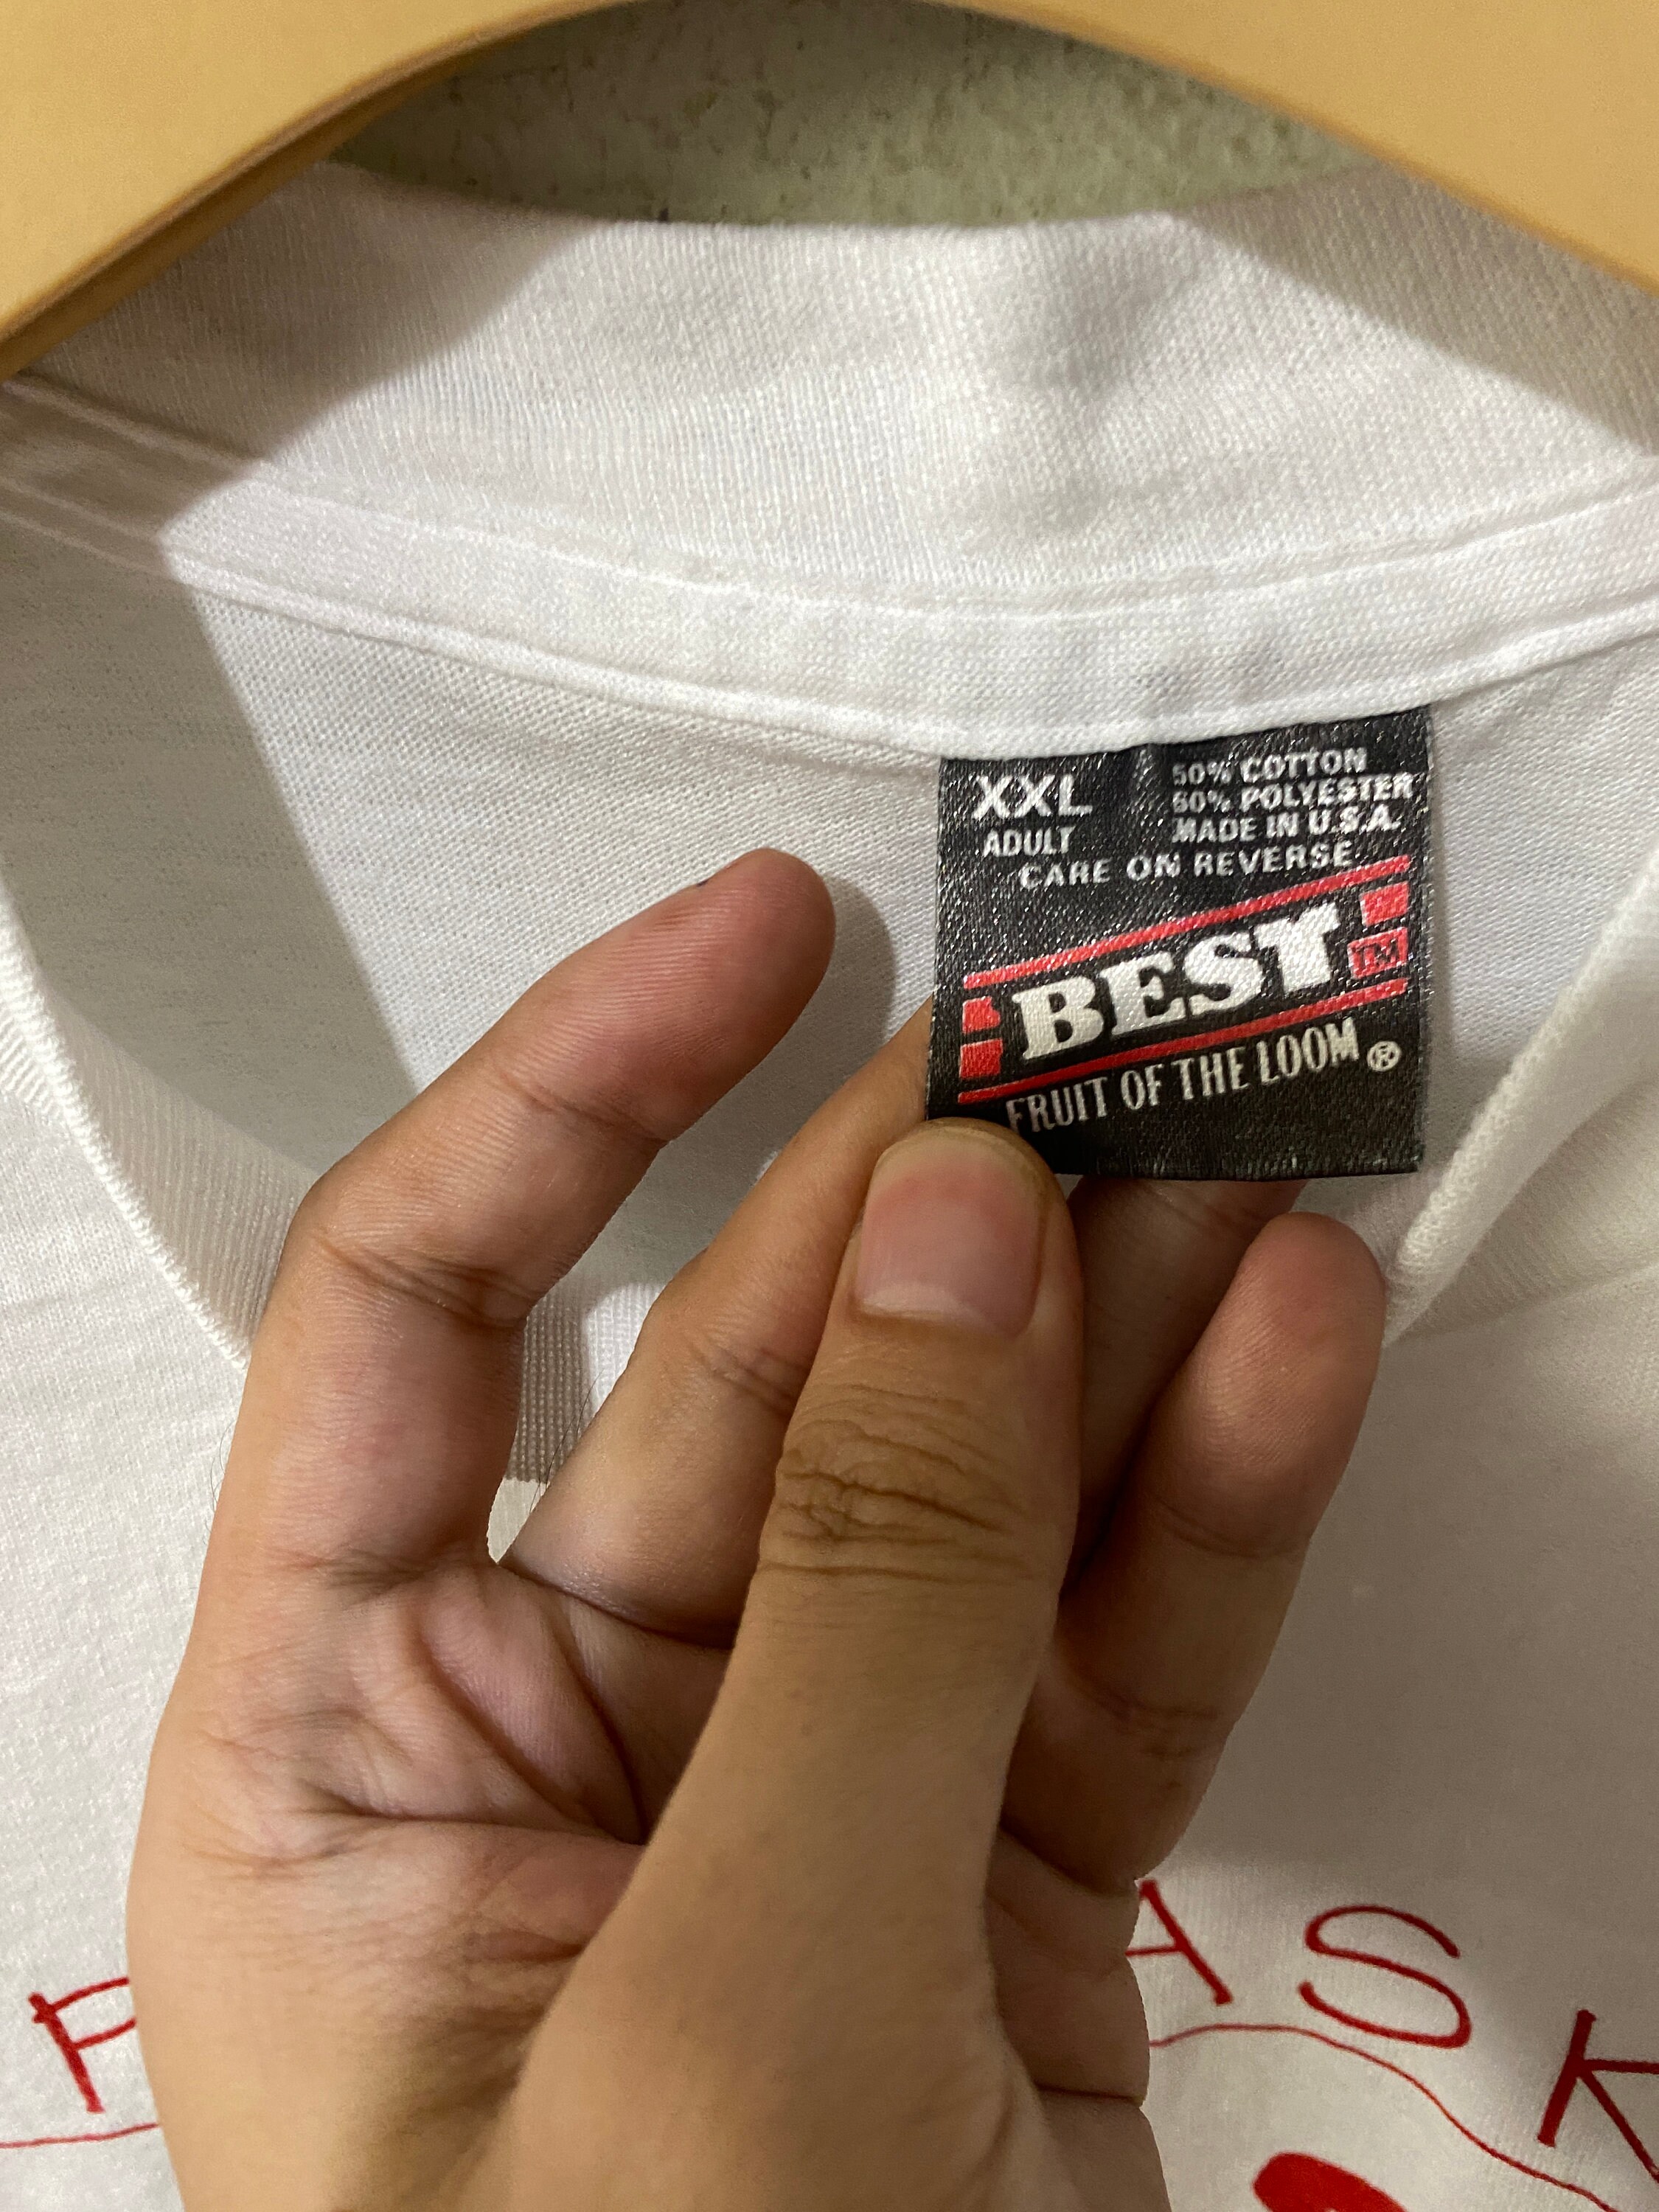 XXL
ADULT
50% COTTON
50% POLYESTER
MADE IN U.S.A.
CARE ON REVERSE
BEST TM
FRUIT OF THE LOOM ®